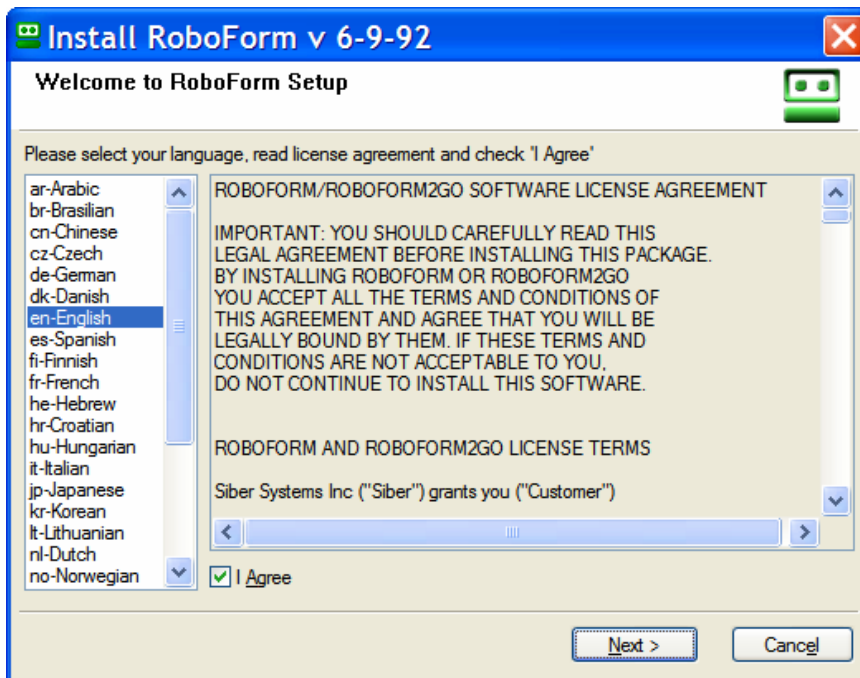 Install RoboForm v 6-9-92
Welcome to RoboForm Setup
Please select your language, read license agreement and check 'I Agree'
ar-Arabic
br-Brasilian
cn-Chinese
cz-Czech
de-German
dk-Danish
en-English
es-Spanish
fi-Finnish
fr-French
he-Hebrew
hr-Croatian
hu-Hungarian
it-Italian
jp-Japanese
kr-Korean
lt-Lithuanian
nl-Dutch
no-Norwegian
ROBOFORM/ROBOFORM2GO SOFTWARE LICENSE AGREEMENT
IMPORTANT: YOU SHOULD CAREFULLY READ THIS
LEGAL AGREEMENT BEFORE INSTALLING THIS PACKAGE.
BY INSTALLING ROBOFORM OR ROBOFORM2GO
YOU ACCEPT ALL THE TERMS AND CONDITIONS OF
THIS AGREEMENT AND AGREE THAT YOU WILL BE
LEGALLY BOUND BY THEM. IF THESE TERMS AND
CONDITIONS ARE NOT ACCEPTABLE TO YOU,
DO NOT CONTINUE TO INSTALL THIS SOFTWARE.
ROBOFORM AND ROBOFORM2GO LICENSE TERMS
Siber Systems Inc ("Siber") grants you ("Customer")
I Agree
Next >
Cancel